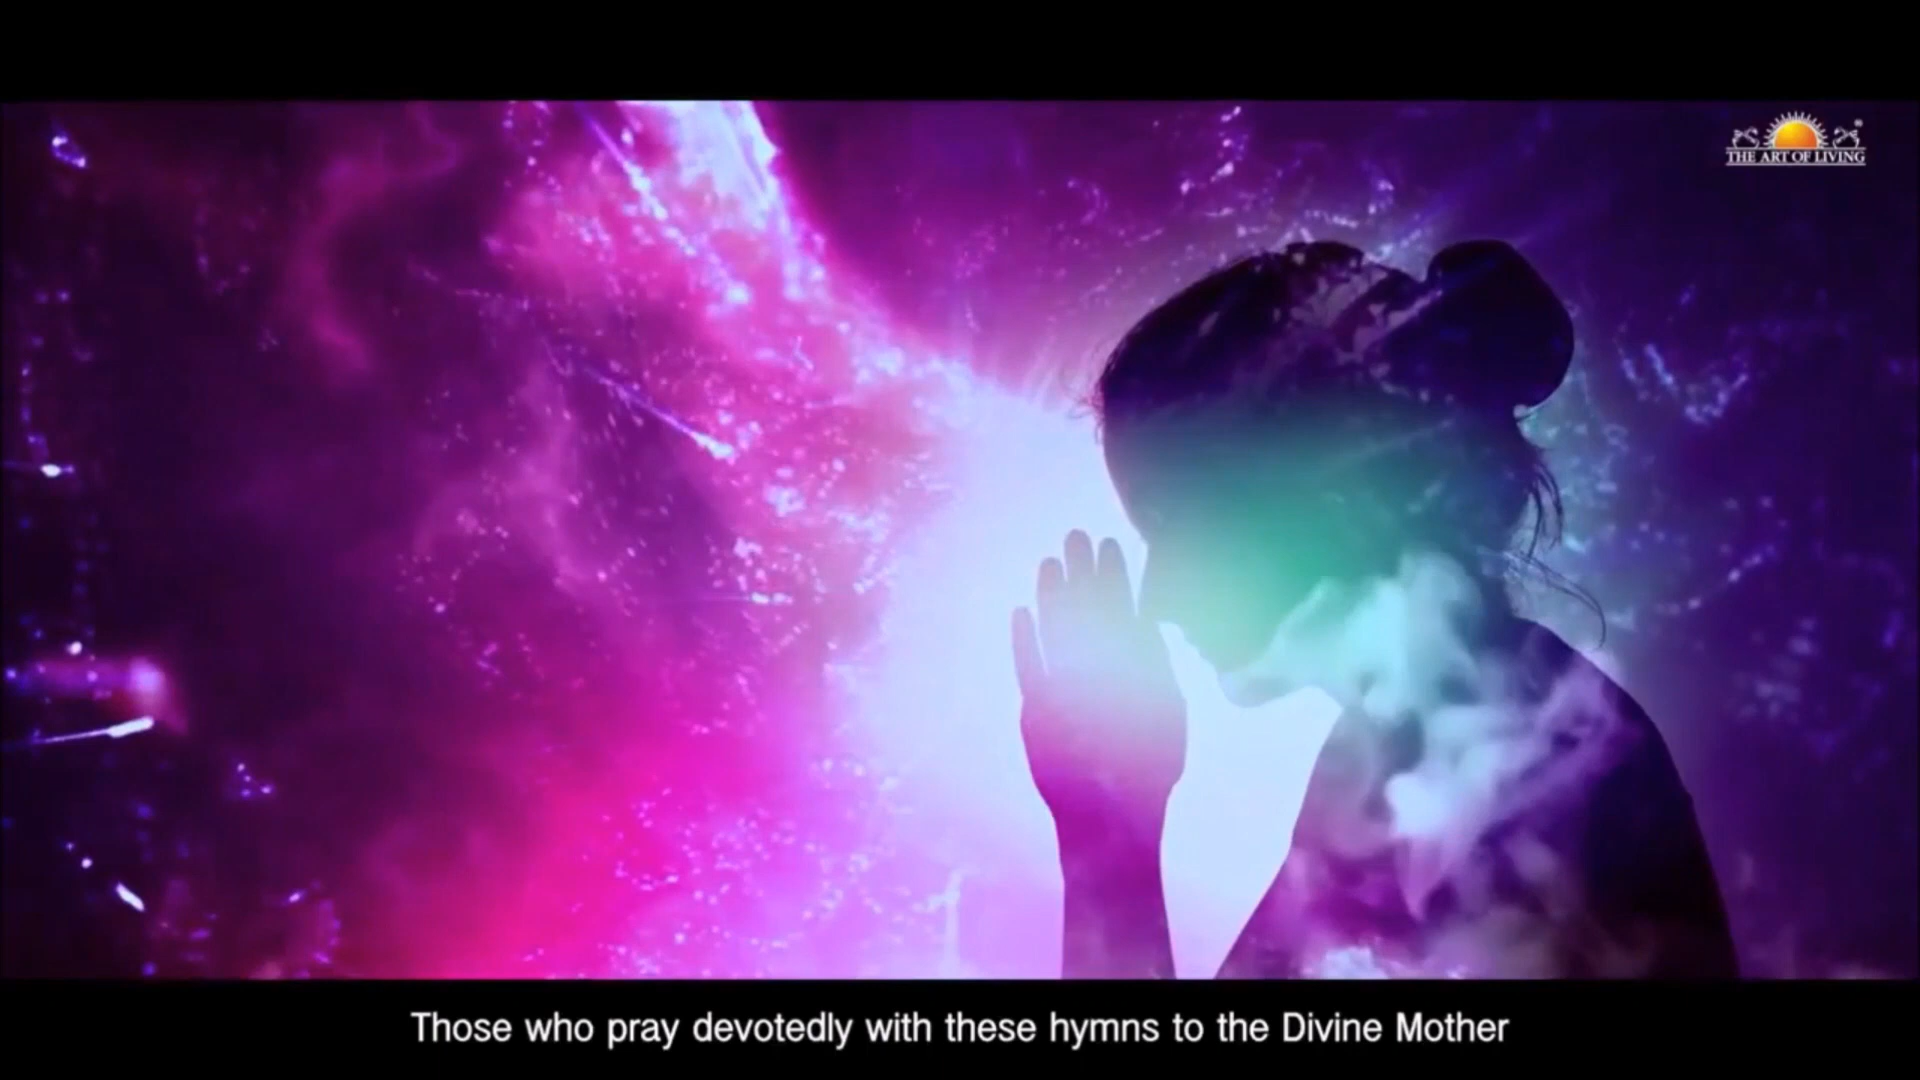 THE ART OF LIVING
Those who pray devotedly with these hymns to the Divine Mother